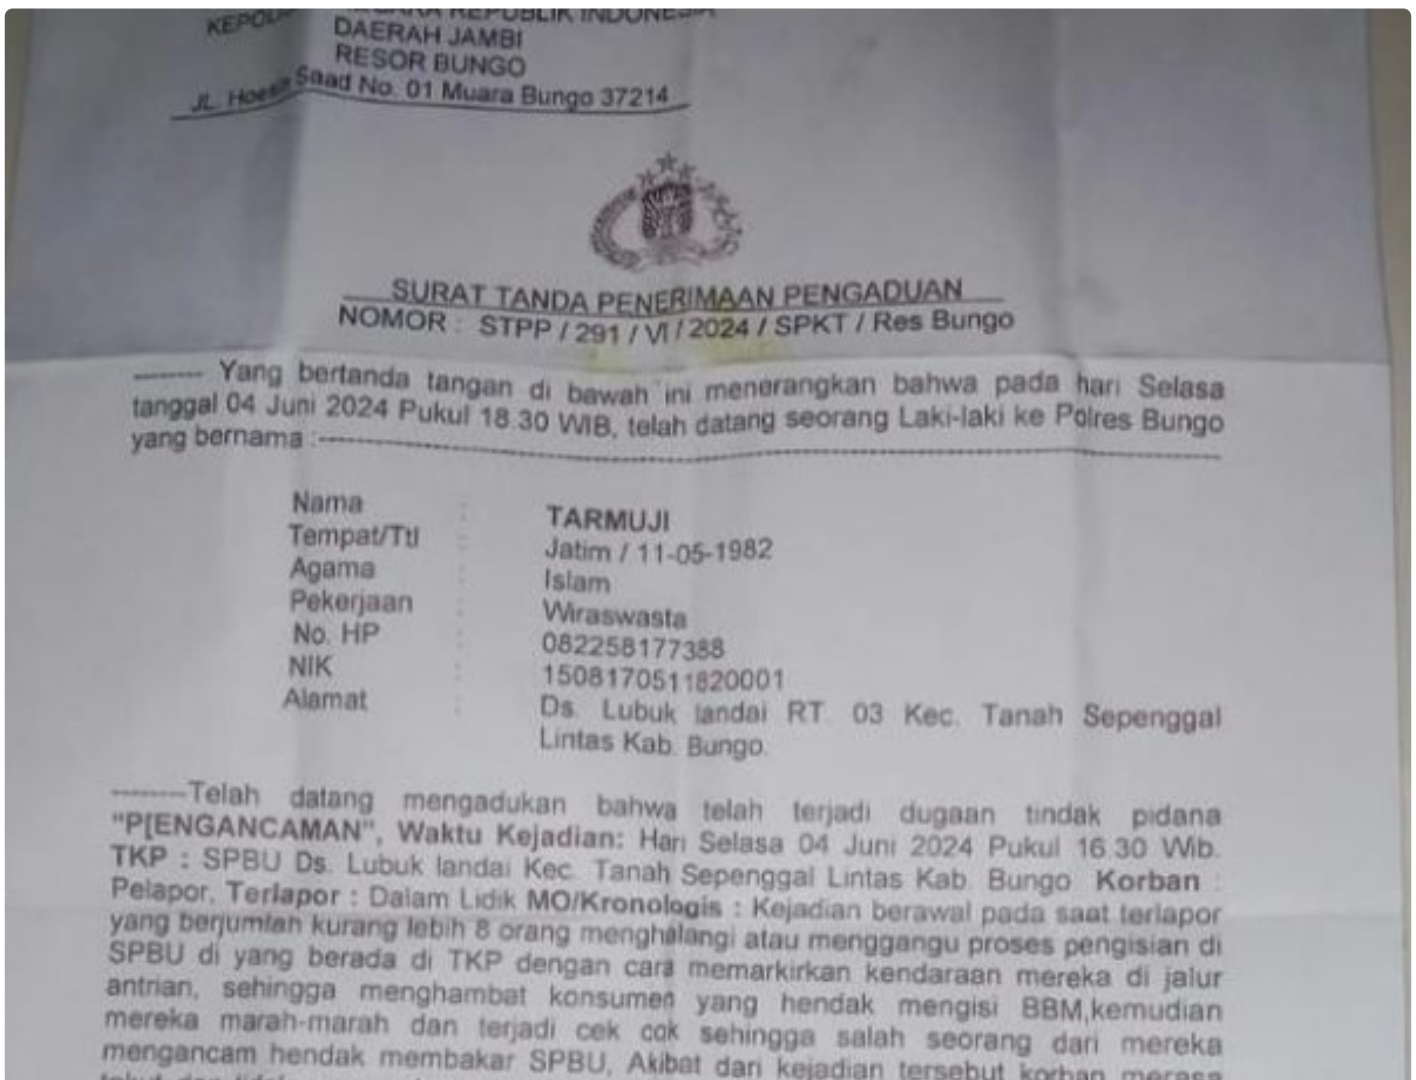 NEGARA REPUBLIK INDONESIA
DAERAH JAMBI
RESOR BUNGO
JL. Hoesin Saad No. 01 Muara Bungo 37214
SURAT TANDA PENERIMAAN PENGADUAN
NOMOR : STPP / 291 / VI / 2024 / SPKT / Res Bungo
-------- Yang bertanda tangan di bawah ini menerangkan bahwa pada hari Selasa
tanggal 04 Juni 2024 Pukul 18.30 WIB, telah datang seorang Laki-laki ke Polres Bungo
yang bernama :
Nama : TARMUJI
Tempat/Ttl : Jatim / 11-05-1982
Agama : Islam
Pekerjaan : Wiraswasta
No. HP : 082258177388
NIK : 1508170511820001
Alamat : Ds. Lubuk landai RT. 03 Kec. Tanah Sepenggal
Lintas Kab. Bungo.
--------Telah datang mengadukan bahwa telah terjadi dugaan tindak pidana
"P[ENGANCAMAN", Waktu Kejadian: Hari Selasa 04 Juni 2024 Pukul 16.30 Wib.
TKP : SPBU Ds. Lubuk landai Kec. Tanah Sepenggal Lintas Kab. Bungo Korban :
Pelapor, Terlapor : Dalam Lidik MO/Kronologis : Kejadian berawal pada saat terlapor
yang berjumlah kurang lebih 8 orang menghalangi atau menggangu proses pengisian di
SPBU di yang berada di TKP dengan cara memarkirkan kendaraan mereka di jalur
antrian, sehingga menghambat konsumen yang hendak mengisi BBM,kemudian
mereka marah-marah dan terjadi cek cok sehingga salah seorang dari mereka
mengancam hendak membakar SPBU, Akibat dari kejadian tersebut korban merasa